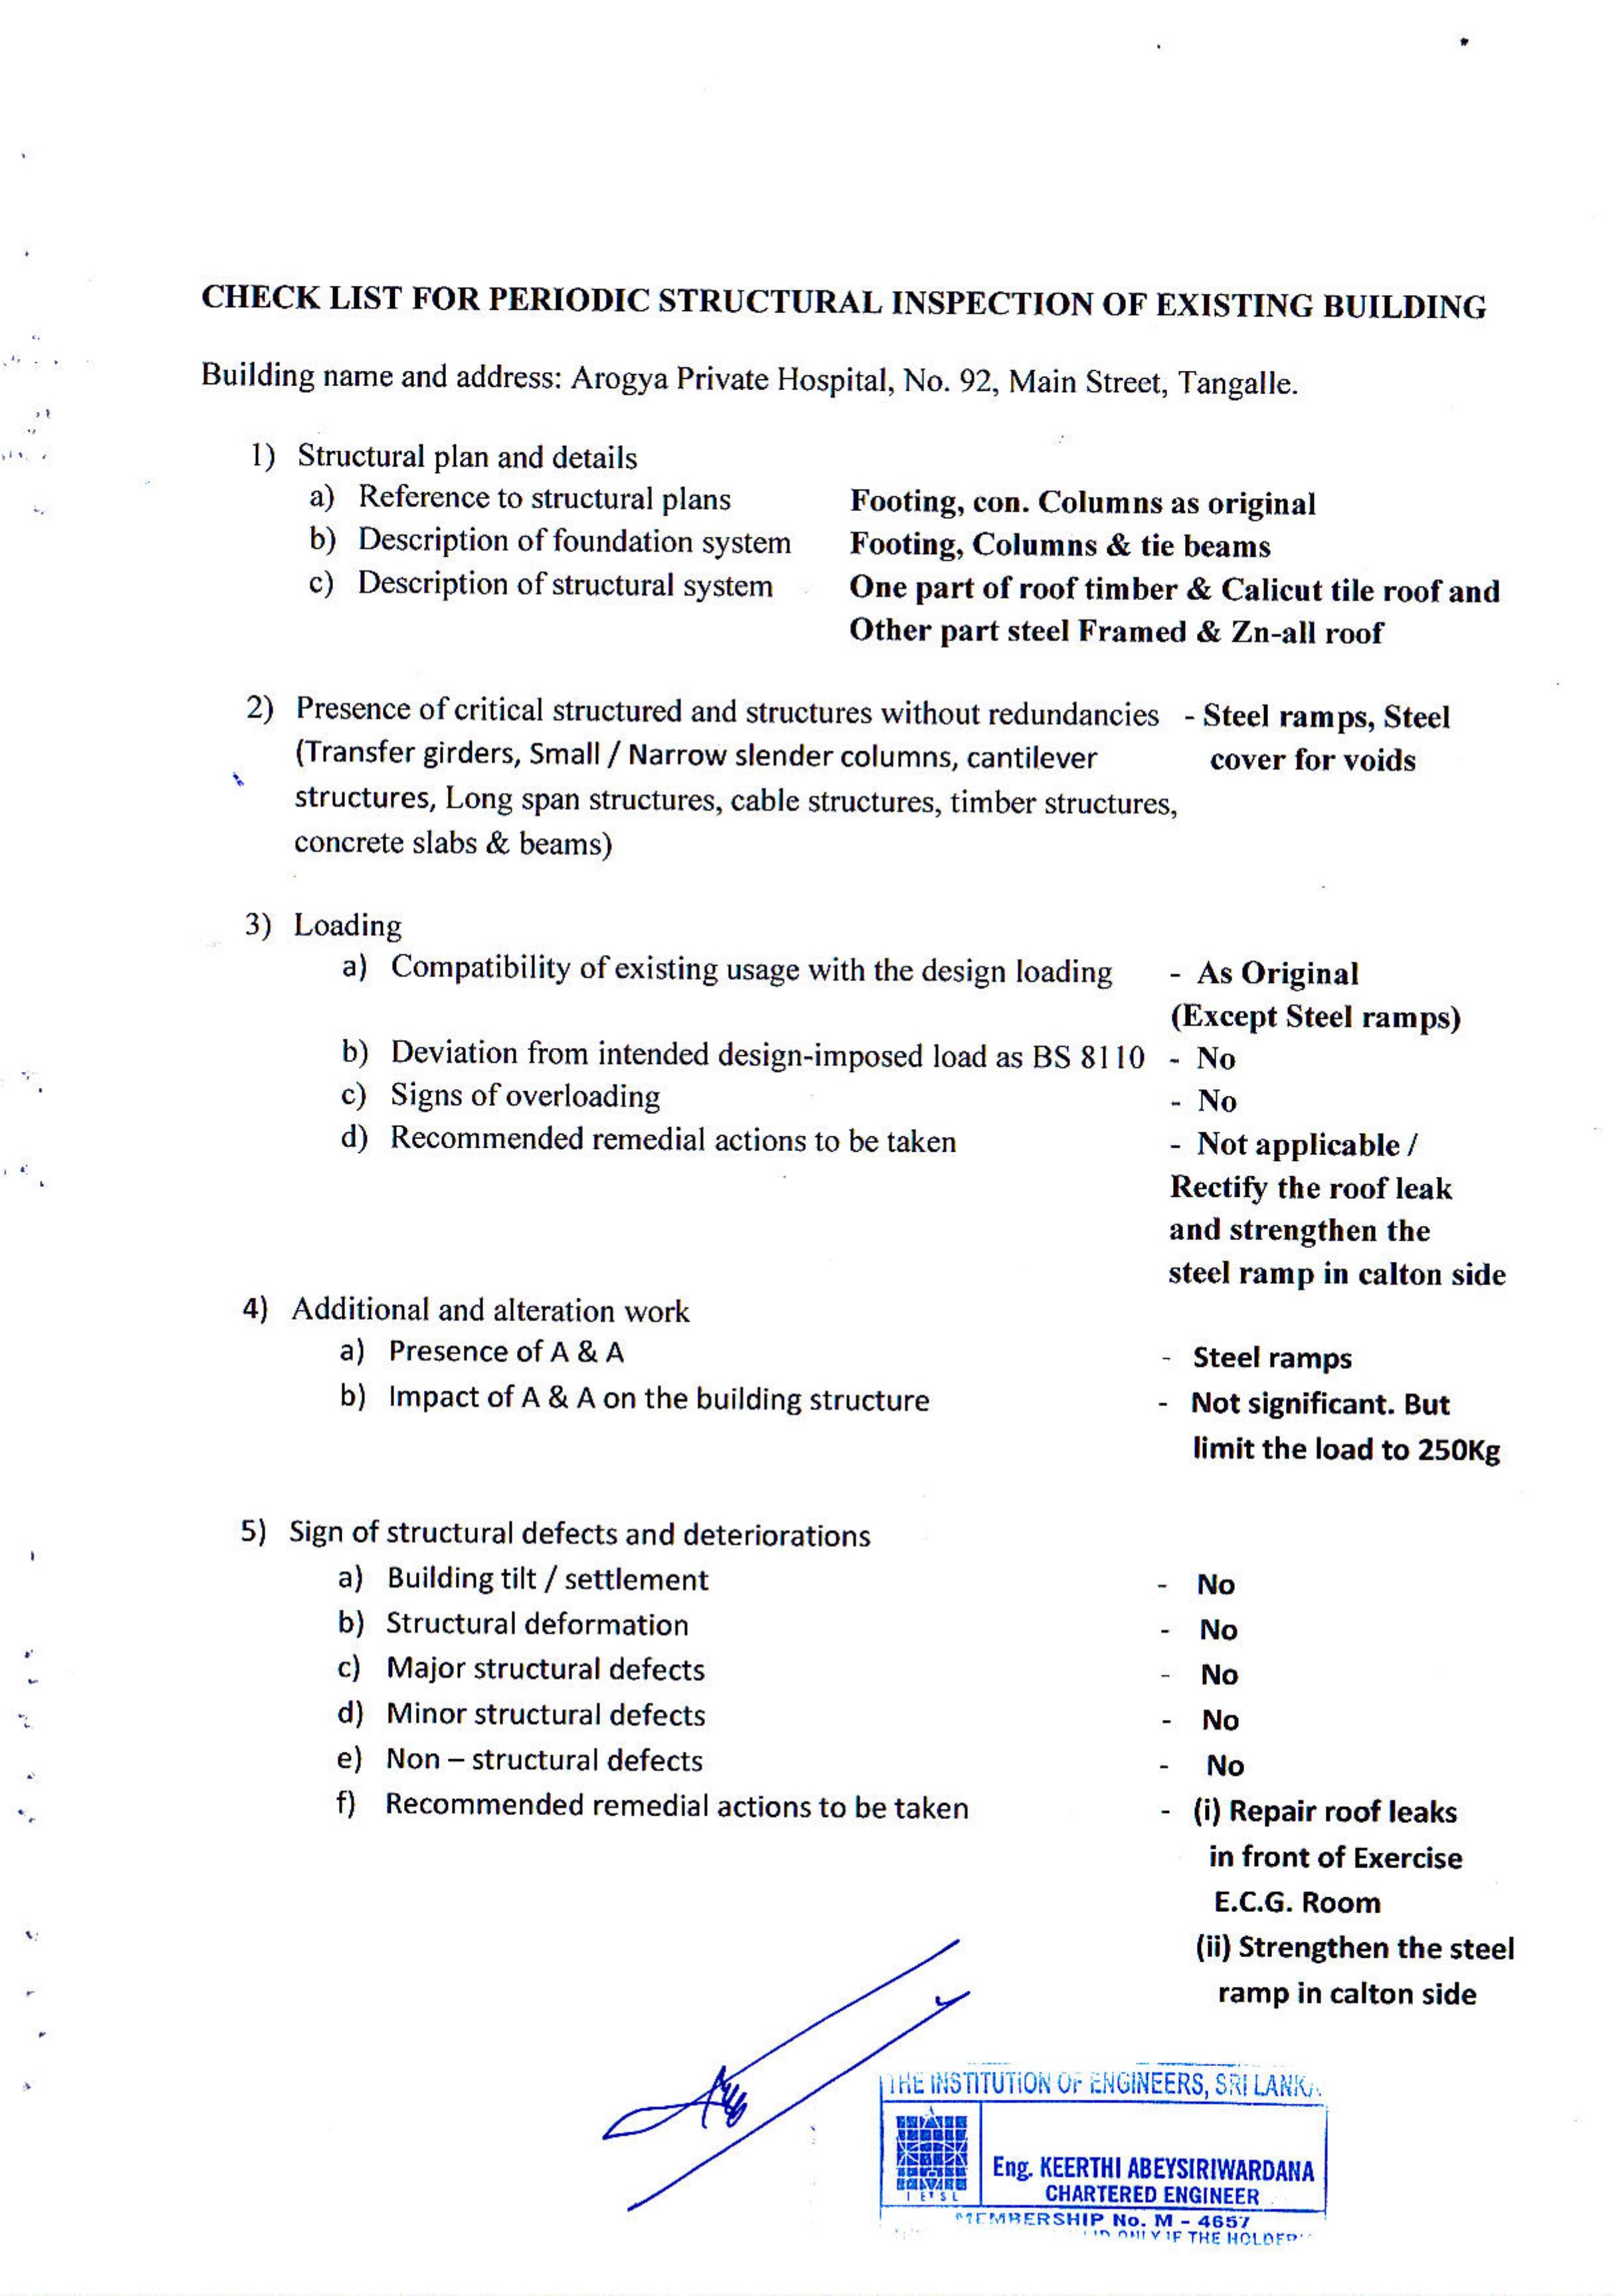 CHECK LIST FOR PERIODIC STRUCTURAL INSPECTION OF EXISTING BUILDING
Building name and address: Arogya Private Hospital, No. 92, Main Street, Tangalle.
1) Structural plan and details
a) Reference to structural plans Footing, con. Columns as original
b) Description of foundation system Footing, Columns & tie beams
c) Description of structural system One part of roof timber & Calicut tile roof and
Other part steel Framed & Zn-all roof
2) Presence of critical structured and structures without redundancies - Steel ramps, Steel
(Transfer girders, Small / Narrow slender columns, cantilever cover for voids
structures, Long span structures, cable structures, timber structures,
concrete slabs & beams)
3) Loading
a) Compatibility of existing usage with the design loading - As Original
(Except Steel ramps)
b) Deviation from intended design-imposed load as BS 8110 - No
c) Signs of overloading - No
d) Recommended remedial actions to be taken - Not applicable /
Rectify the roof leak
and strengthen the
steel ramp in calton side
4) Additional and alteration work
a) Presence of A & A - Steel ramps
b) Impact of A & A on the building structure - Not significant. But
limit the load to 250Kg
5) Sign of structural defects and deteriorations
a) Building tilt / settlement - No
b) Structural deformation - No
c) Major structural defects - No
d) Minor structural defects - No
e) Non – structural defects - No
f) Recommended remedial actions to be taken - (i) Repair roof leaks
in front of Exercise
E.C.G. Room
(ii) Strengthen the steel
ramp in calton side
THE INSTITUTION OF ENGINEERS, SRI LANKA
Eng. KEERTHI ABEYSIRIWARDANA
CHARTERED ENGINEER
I E S L
MEMBERSHIP No. M - 4657
ONLY IF THE HOLDER